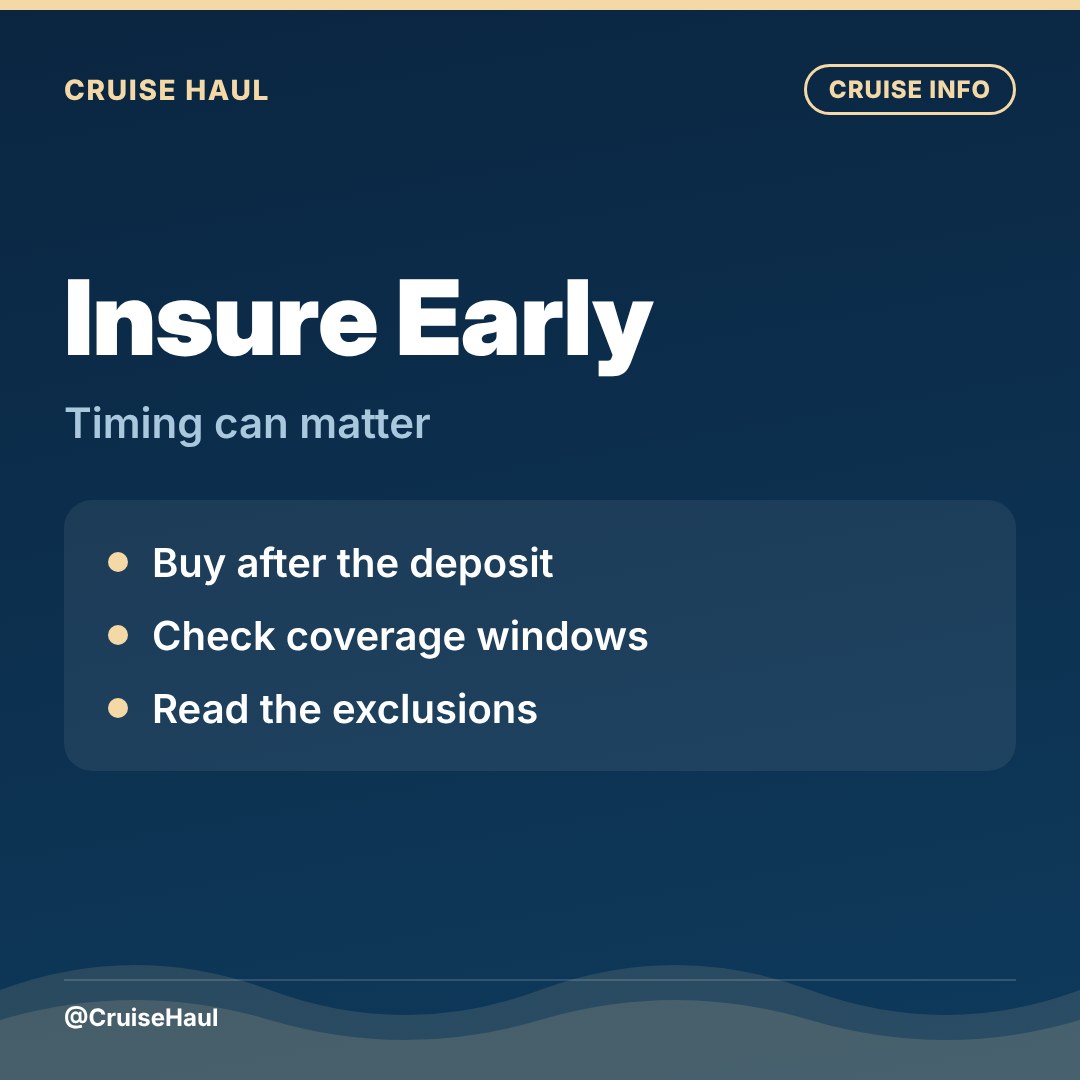 CRUISE HAUL
CRUISE INFO
Insure Early
Timing can matter
Buy after the deposit
Check coverage windows
Read the exclusions
@CruiseHaul